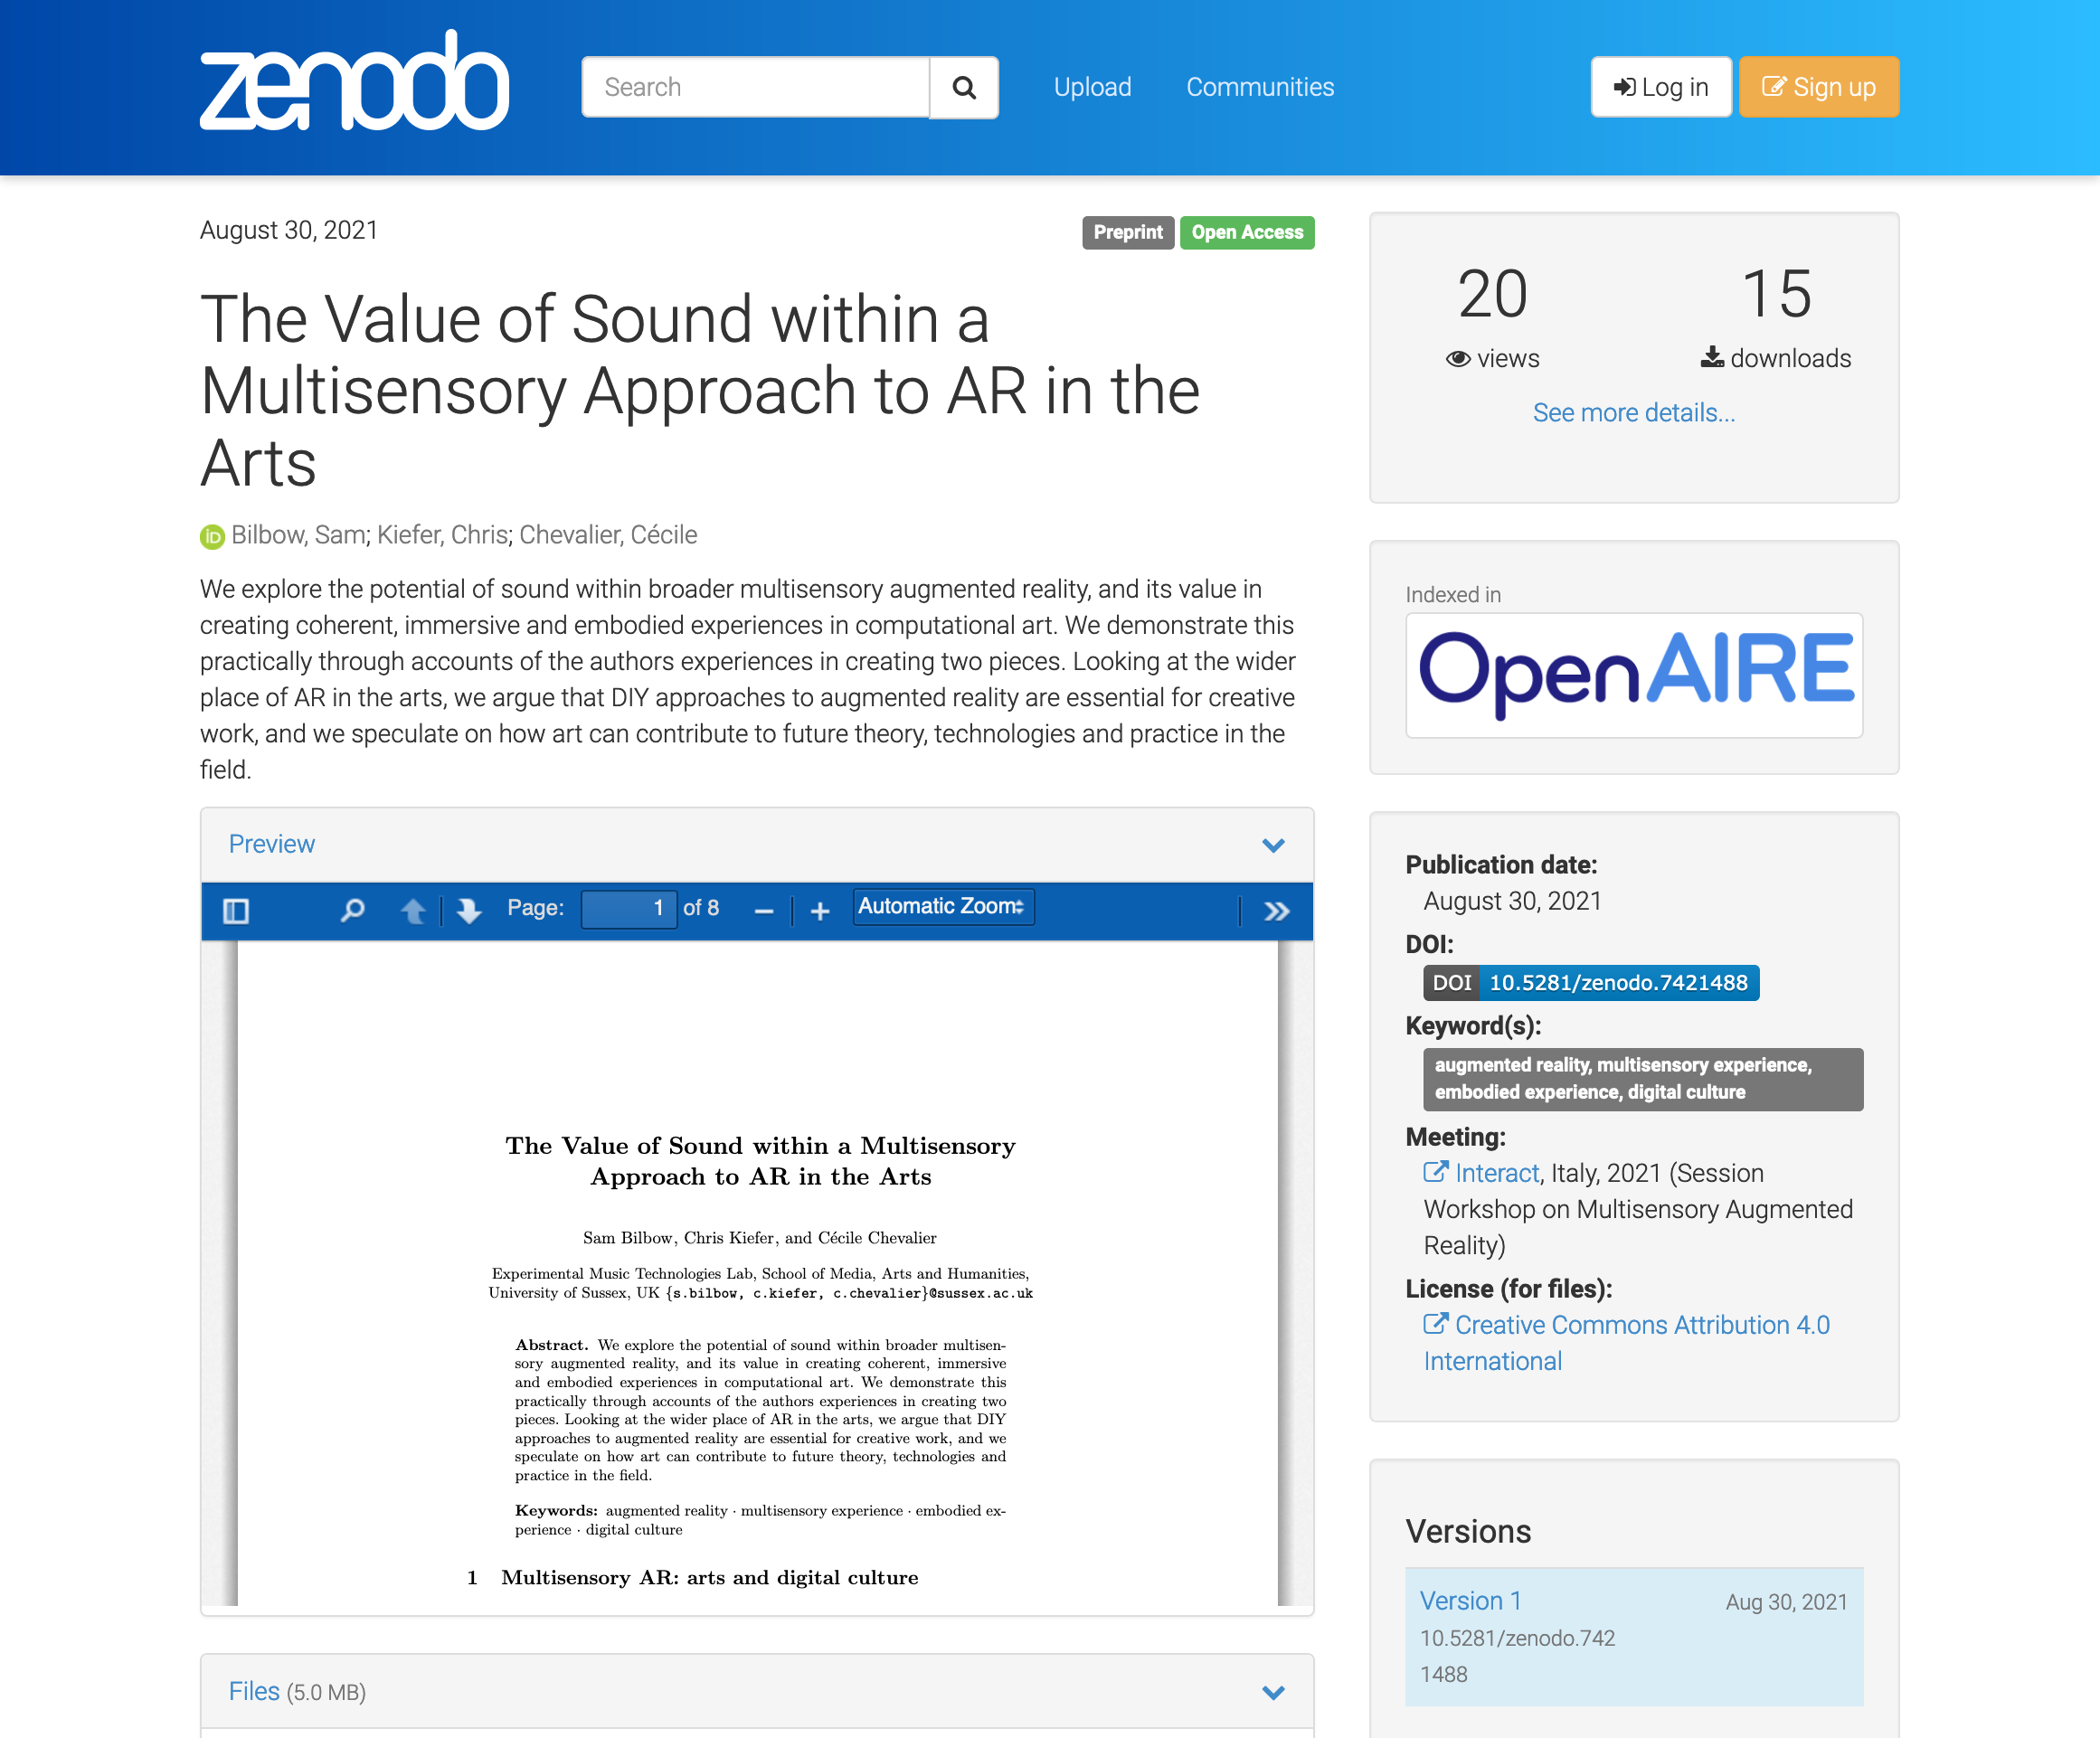 zenodo
Search
Upload
Communities
Log in
Sign up
August 30, 2021
Preprint
Open Access
The Value of Sound within a
Multisensory Approach to AR in the
Arts
iD Bilbow, Sam; Kiefer, Chris; Chevalier, Cécile
We explore the potential of sound within broader multisensory augmented reality, and its value in
creating coherent, immersive and embodied experiences in computational art. We demonstrate this
practically through accounts of the authors experiences in creating two pieces. Looking at the wider
place of AR in the arts, we argue that DIY approaches to augmented reality are essential for creative
work, and we speculate on how art can contribute to future theory, technologies and practice in the
field.
Preview
Page: 1 of 8
Automatic Zoom
The Value of Sound within a Multisensory
Approach to AR in the Arts
Sam Bilbow, Chris Kiefer, and Cécile Chevalier
Experimental Music Technologies Lab, School of Media, Arts and Humanities,
University of Sussex, UK {s.bilbow, c.kiefer, c.chevalier}@sussex.ac.uk
Abstract. We explore the potential of sound within broader multisen-
sory augmented reality, and its value in creating coherent, immersive
and embodied experiences in computational art. We demonstrate this
practically through accounts of the authors experiences in creating two
pieces. Looking at the wider place of AR in the arts, we argue that DIY
approaches to augmented reality are essential for creative work, and we
speculate on how art can contribute to future theory, technologies and
practice in the field.
Keywords: augmented reality · multisensory experience · embodied ex-
perience · digital culture
1 Multisensory AR: arts and digital culture
Files (5.0 MB)
20
views
15
downloads
See more details...
Indexed in
OpenAIRE
Publication date:
August 30, 2021
DOI:
DOI 10.5281/zenodo.7421488
Keyword(s):
augmented reality, multisensory experience,
embodied experience, digital culture
Meeting:
Interact, Italy, 2021 (Session
Workshop on Multisensory Augmented
Reality)
License (for files):
Creative Commons Attribution 4.0
International
Versions
Version 1
Aug 30, 2021
10.5281/zenodo.742
1488